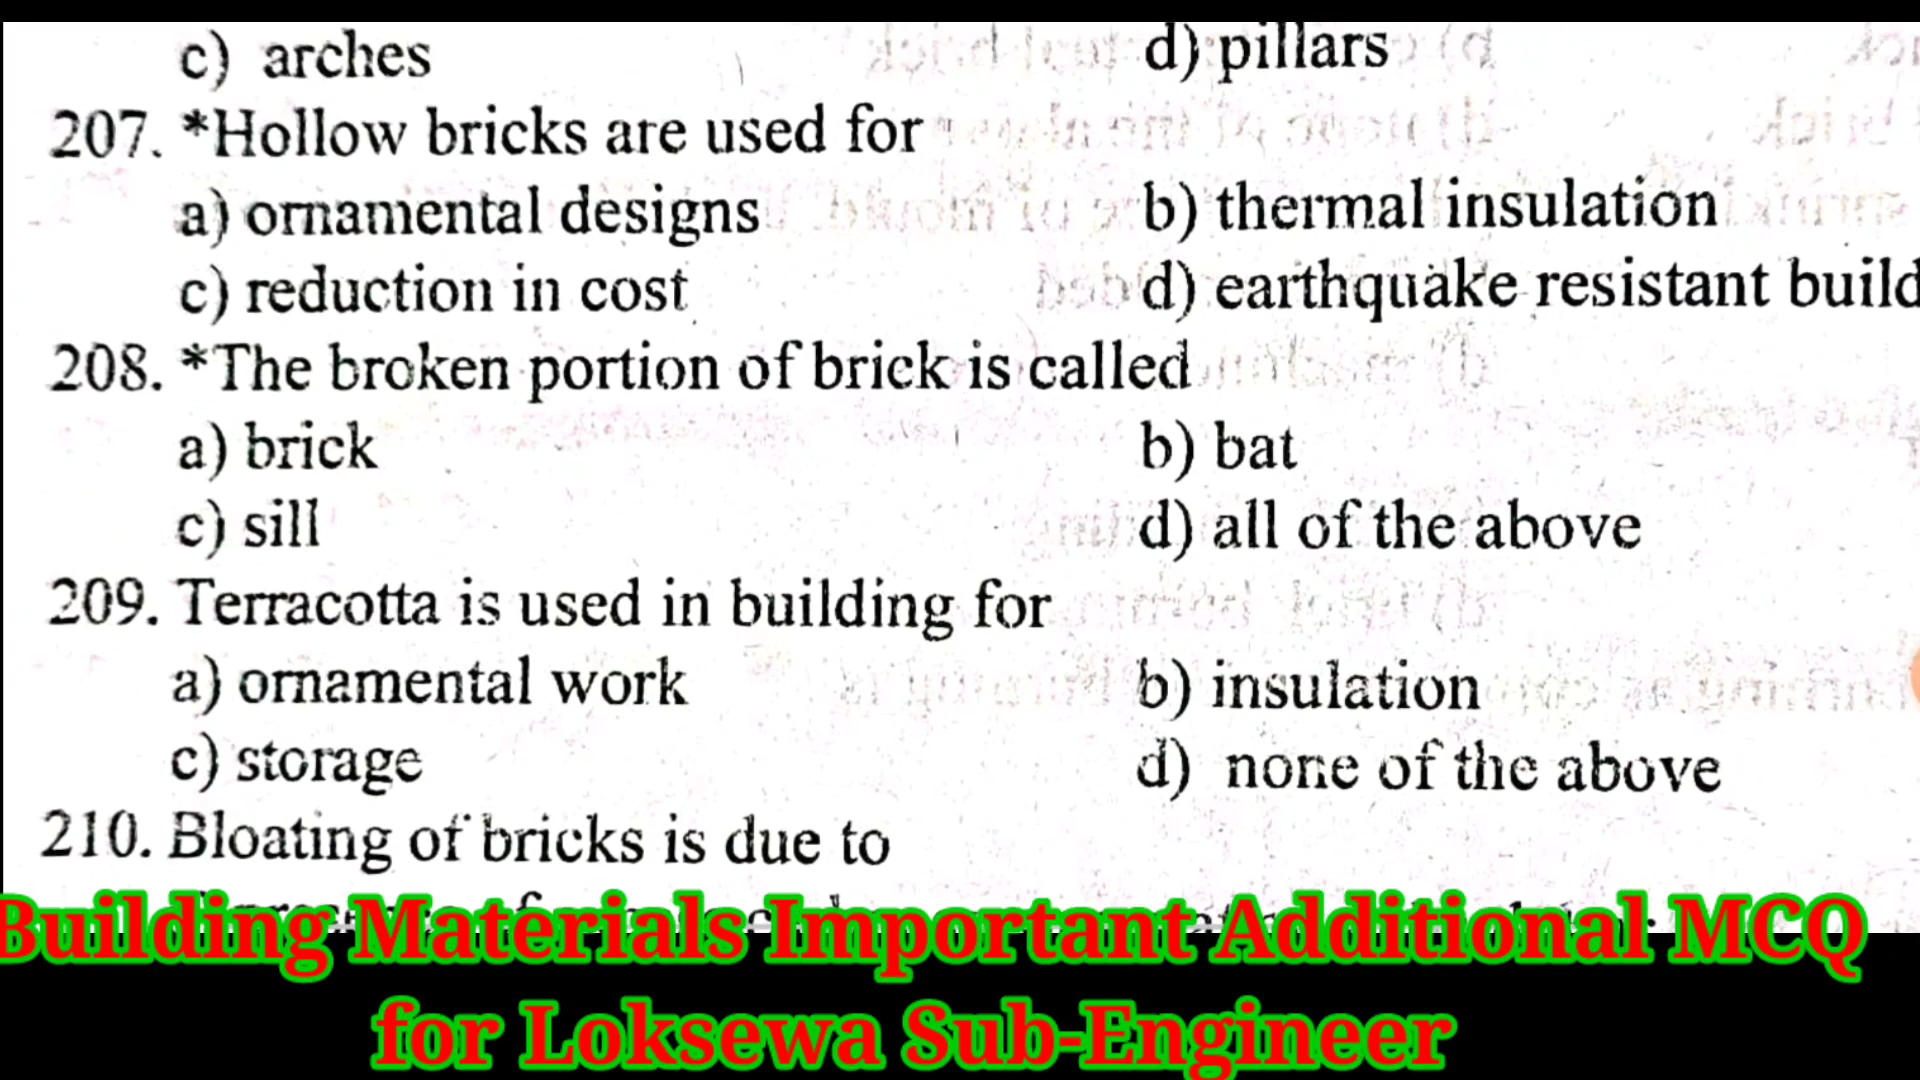 c) arches d) pillars
207. *Hollow bricks are used for
a) ornamental designs b) thermal insulation
c) reduction in cost d) earthquake resistant build
208. *The broken portion of brick is called
a) brick b) bat
c) sill d) all of the above
209. Terracotta is used in building for
a) ornamental work b) insulation
c) storage d) none of the above
210. Bloating of bricks is due to
Building Materials Important Additional MCQ
for Loksewa Sub-Engineer